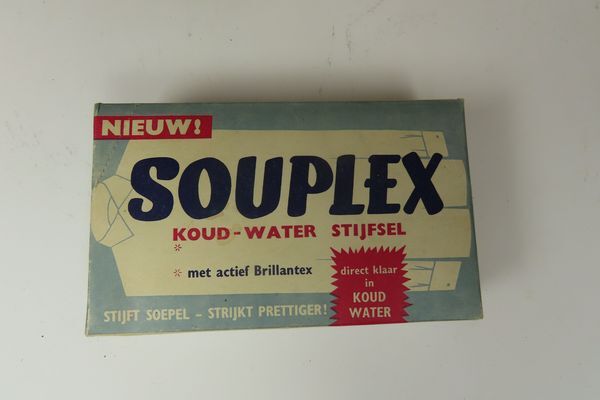 NIEUW!
SOUPLEX
KOUD-WATER STIJFSEL
*
* met actief Brillantex
direct klaar
in
KOUD
WATER
STIJFT SOEPEL - STRIJKT PRETTIGER!